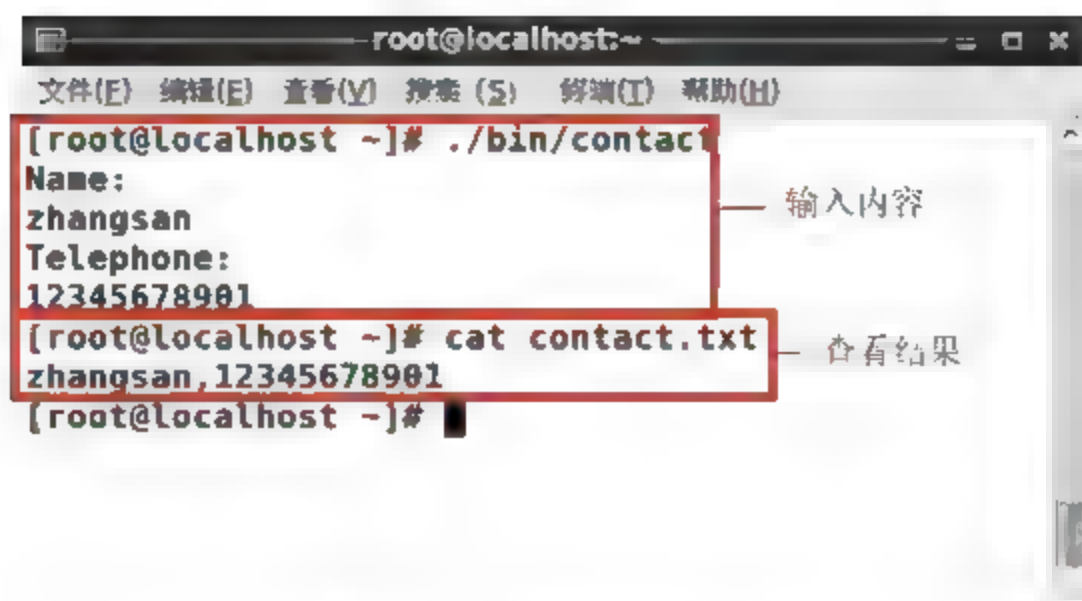 root@localhost:~
文件(F) 编辑(E) 查看(V) 搜索 (S) 终端(T) 帮助(H)
[root@localhost ~]# ./bin/contact
Name:
zhangsan
Telephone:
12345678901
[root@localhost ~]# cat contact.txt
zhangsan,12345678901
[root@localhost ~]#
输入内容
查看结果